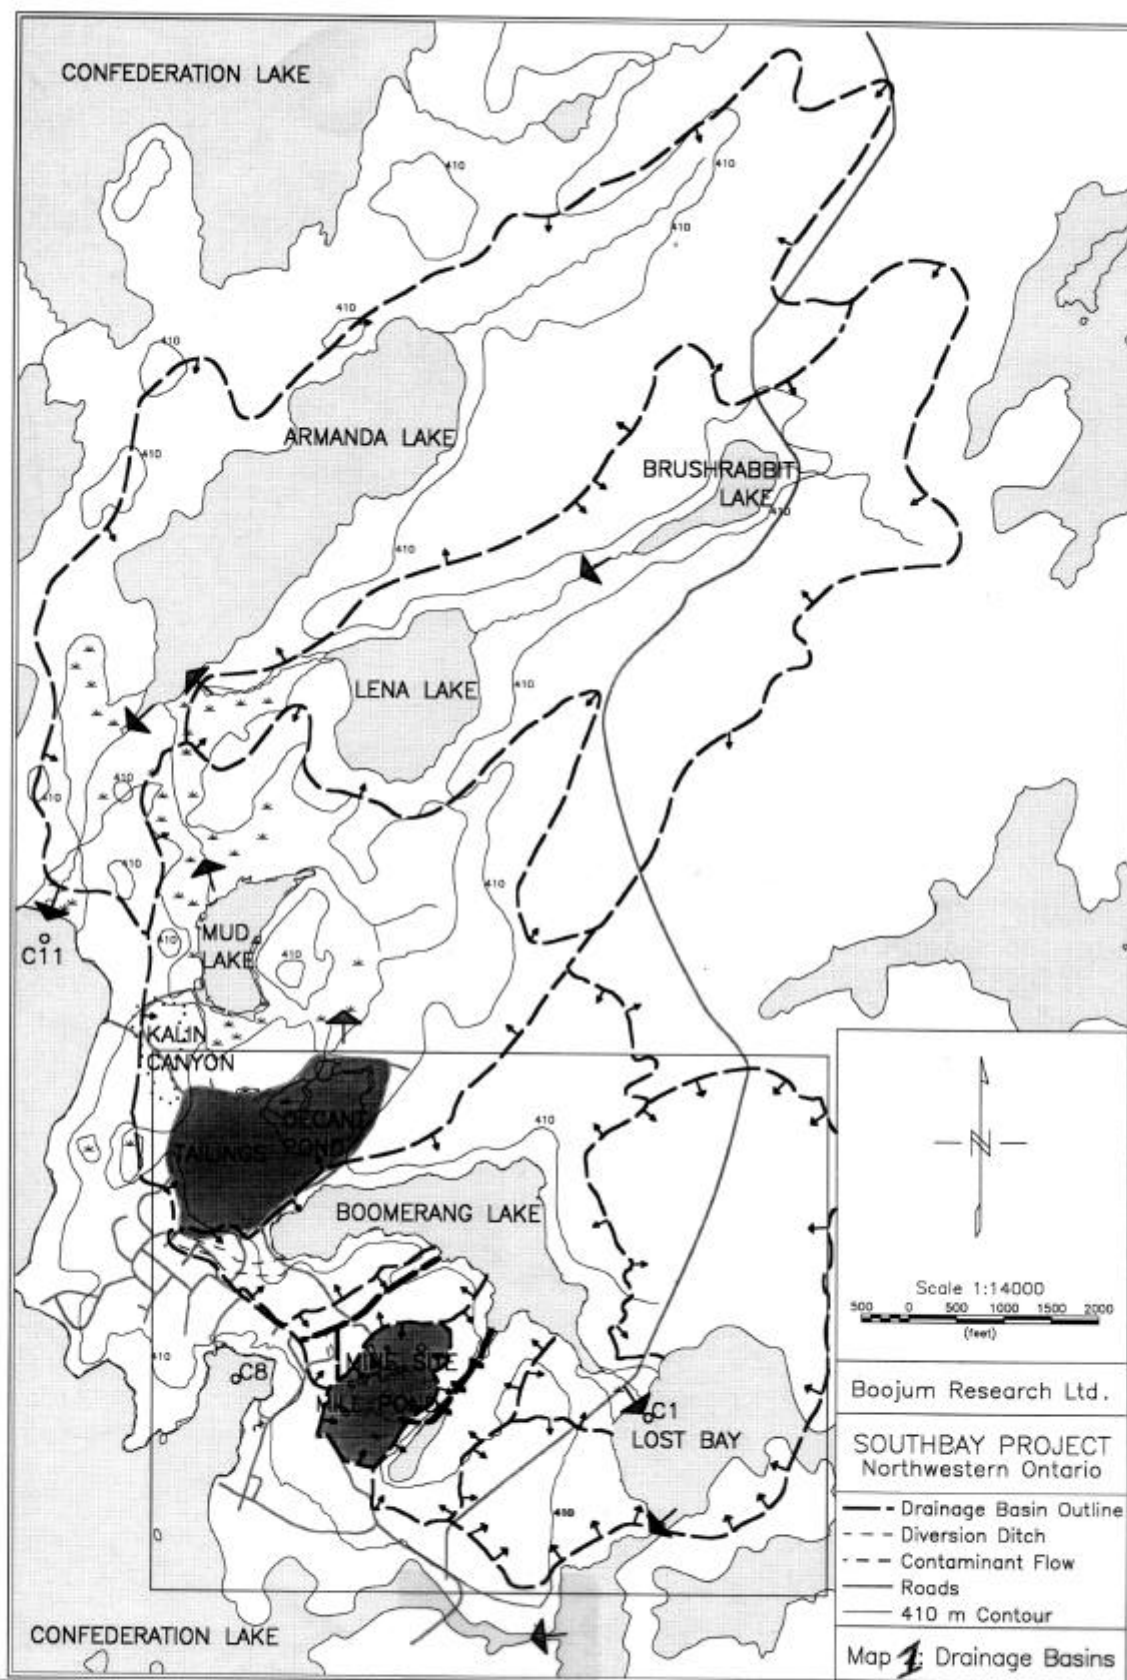 CONFEDERATION LAKE
410
410
410
410
410
ARMANDA LAKE
BRUSHRABBIT
LAKE
410
410
410
LENA LAKE
410
410
410
410
410
MUD
LAKE
410
410
C11
KALIN
CANYON
DECANT
POND
TAILINGS
410
BOOMERANG LAKE
410
C8
MINE SITE
MILL POND
C1
LOST BAY
CONFEDERATION LAKE
N
Scale 1:14000
500 0 500 1000 1500 2000
(feet)
Boojum Research Ltd.
SOUTHBAY PROJECT
Northwestern Ontario
Drainage Basin Outline
Diversion Ditch
Contaminant Flow
Roads
410 m Contour
Map : Drainage Basins